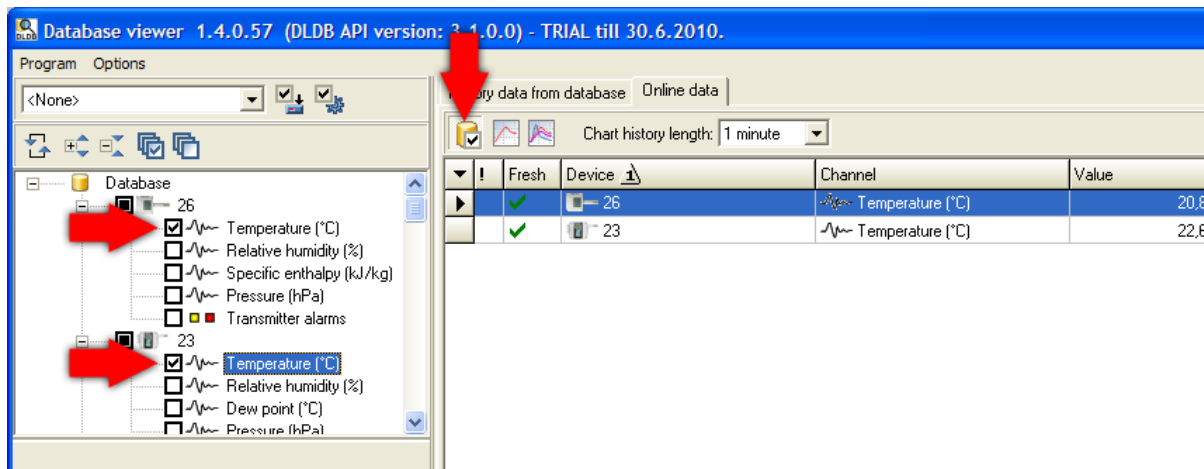 Database viewer 1.4.0.57 (DLDB API version: 3.1.0.0) - TRIAL till 30.6.2010.
Program Options
<None>
History data from database Online data
Chart history length: 1 minute
! Fresh Device 1 Channel Value
26 Temperature (°C) 20,8
23 Temperature (°C) 22,6
Database
26
Temperature (°C)
Relative humidity (%)
Specific enthalpy (kJ/kg)
Pressure (hPa)
Transmitter alarms
23
Temperature (°C)
Relative humidity (%)
Dew point (°C)
Pressure (hPa)